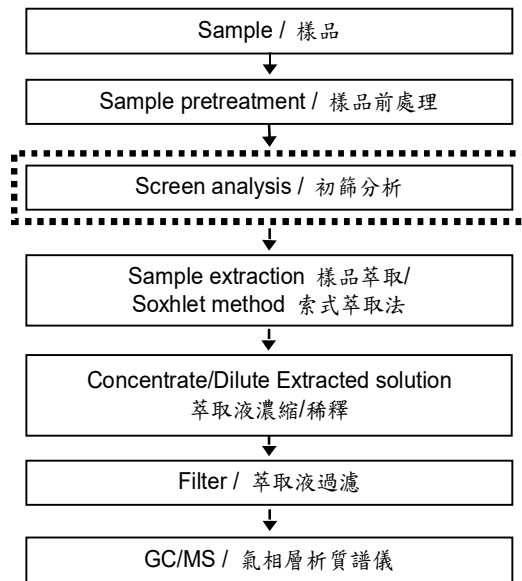 Sample / 樣品
Sample pretreatment / 樣品前處理
Screen analysis / 初篩分析
Sample extraction 樣品萃取/
Soxhlet method 索式萃取法
Concentrate/Dilute Extracted solution
萃取液濃縮/稀釋
Filter / 萃取液過濾
GC/MS / 氣相層析質譜儀